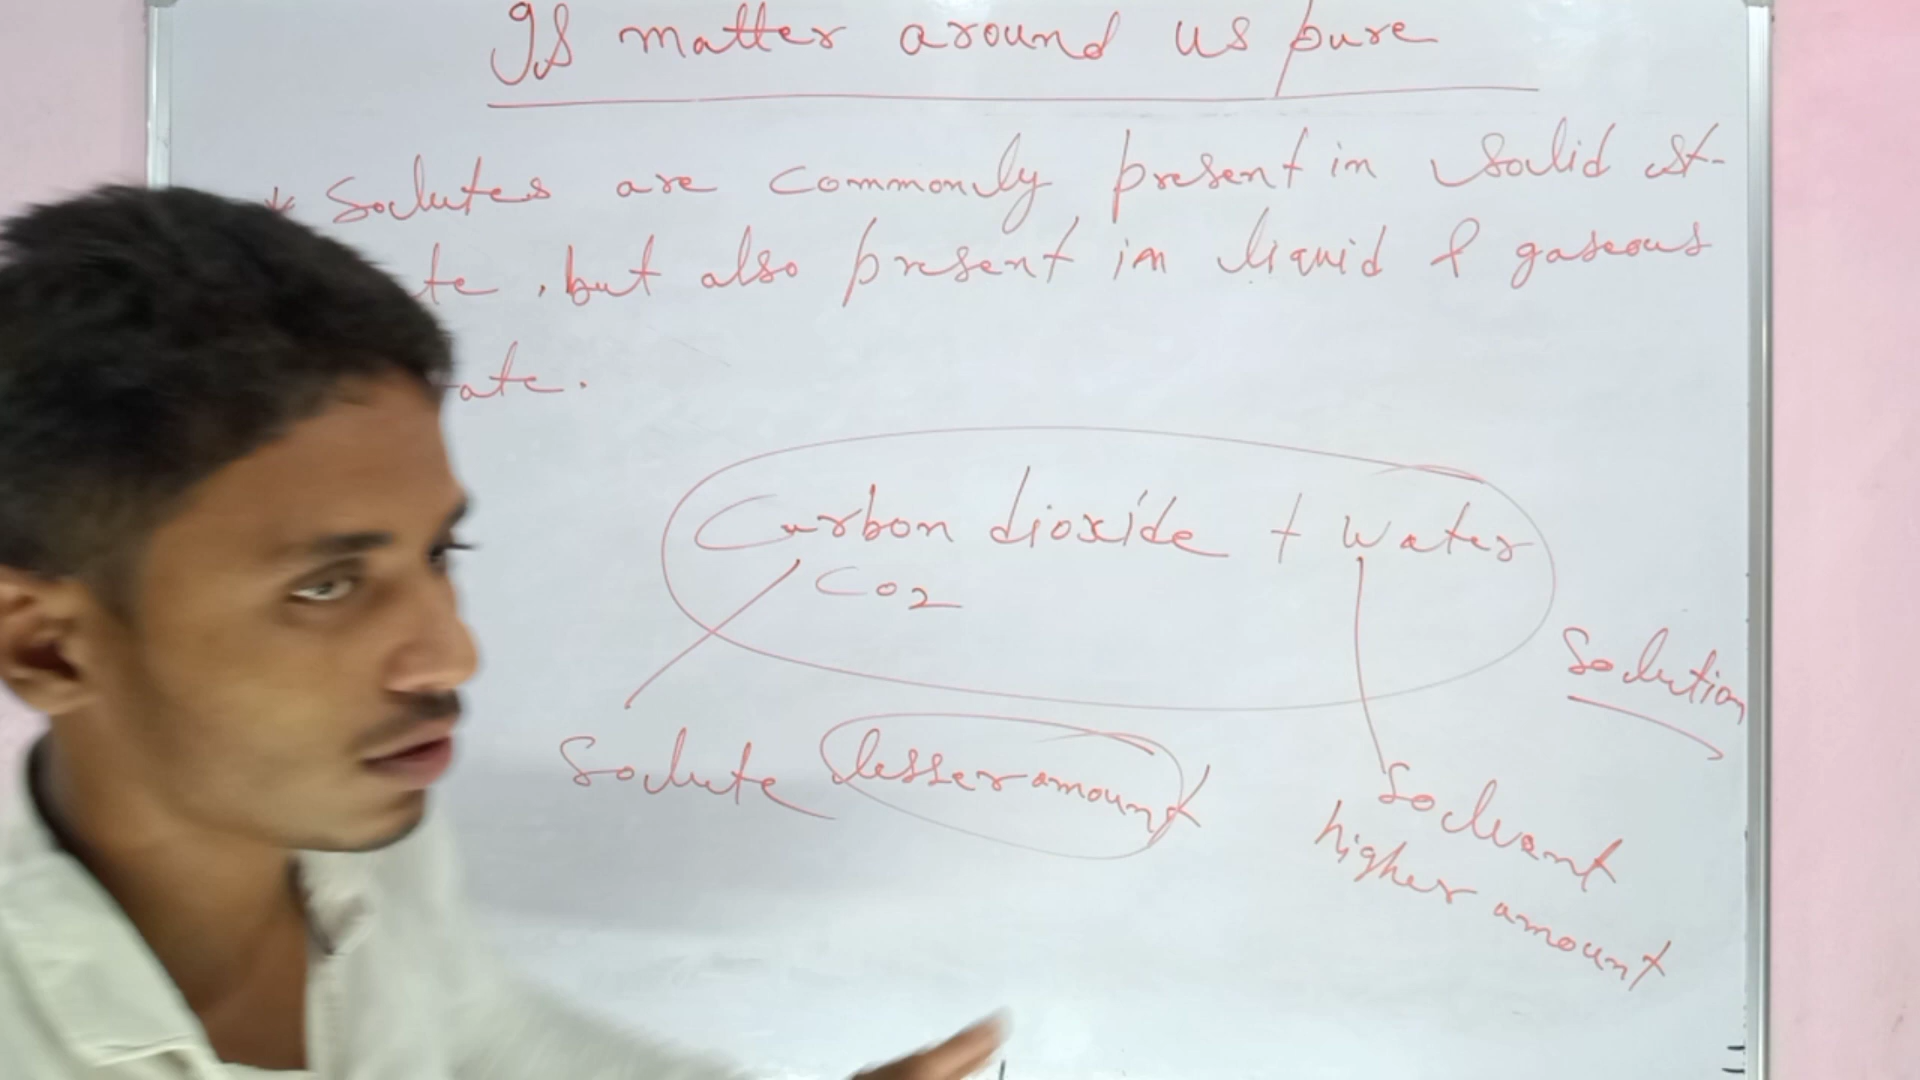 Is matter around us pure
* Solutes are commonly present in solid st-
te, but also present in liquid & gaseous
ate.
Carbon dioxide + Water
CO2
Solution
Solute lesser amount
Solvant
higher amount